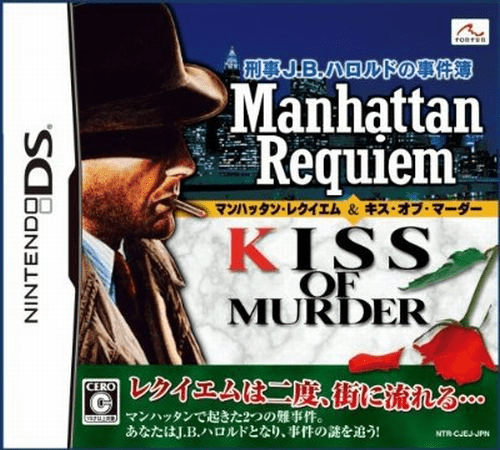 NINTENDO DS
FONFUN
刑事J.B.ハロルドの事件簿
Manhattan
Requiem
マンハッタン・レクイエム & キス・オブ・マーダー
KISS
OF
MURDER
CERO
C
レクイエムは二度、街に流れる…
マンハッタンで起きた2つの難事件。
あなたはJ.B.ハロルドとなり、事件の謎を追う!
NTR-CJEJ-JPN